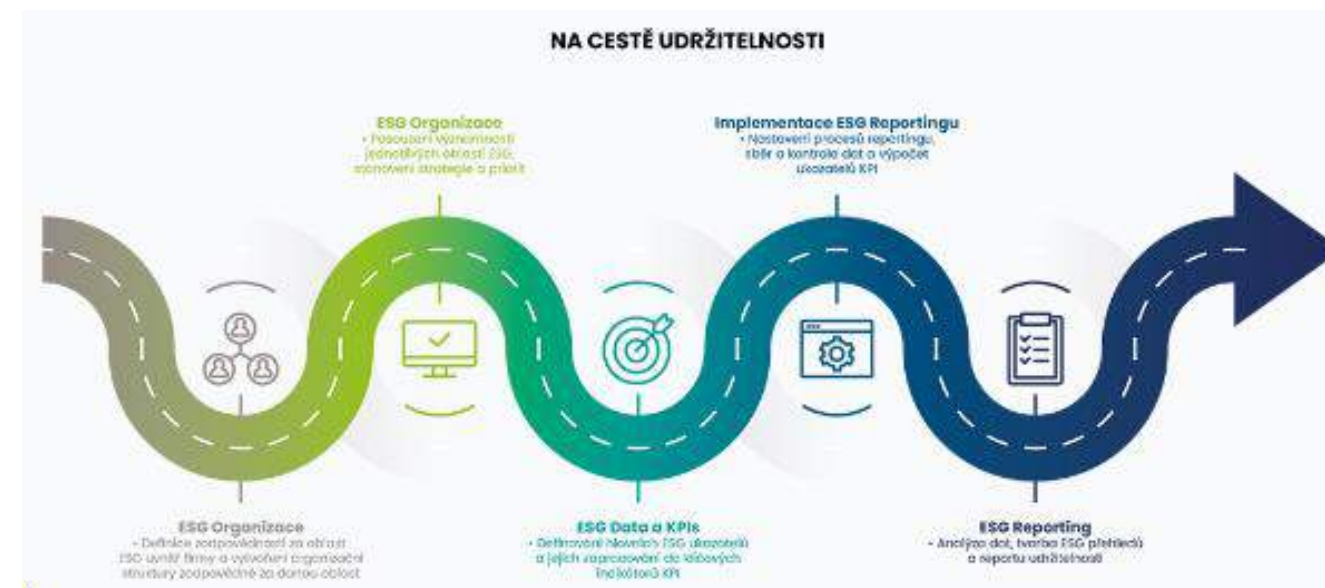 NA CESTĚ UDRŽITELNOSTI
ESG Organizace
• Posouzení významnosti
jednotlivých oblastí ESG,
stanovení strategie a priorit
Implementace ESG Reportingu
• Nastavení procesů reportingu,
sběr a kontrola dat a výpočet
ukazatelů KPI
ESG Organizace
• Definice zodpovědnosti za oblast
ESG uvnitř firmy a vytvoření organizační
struktury zodpovědné za danou oblast
ESG Data a KPIs
• Definování hlavních ESG ukazatelů
a jejich zapracování do klíčových
indikátorů KPI
ESG Reporting
• Analýza dat, tvorba ESG přehledů
a reportu udržitelnosti